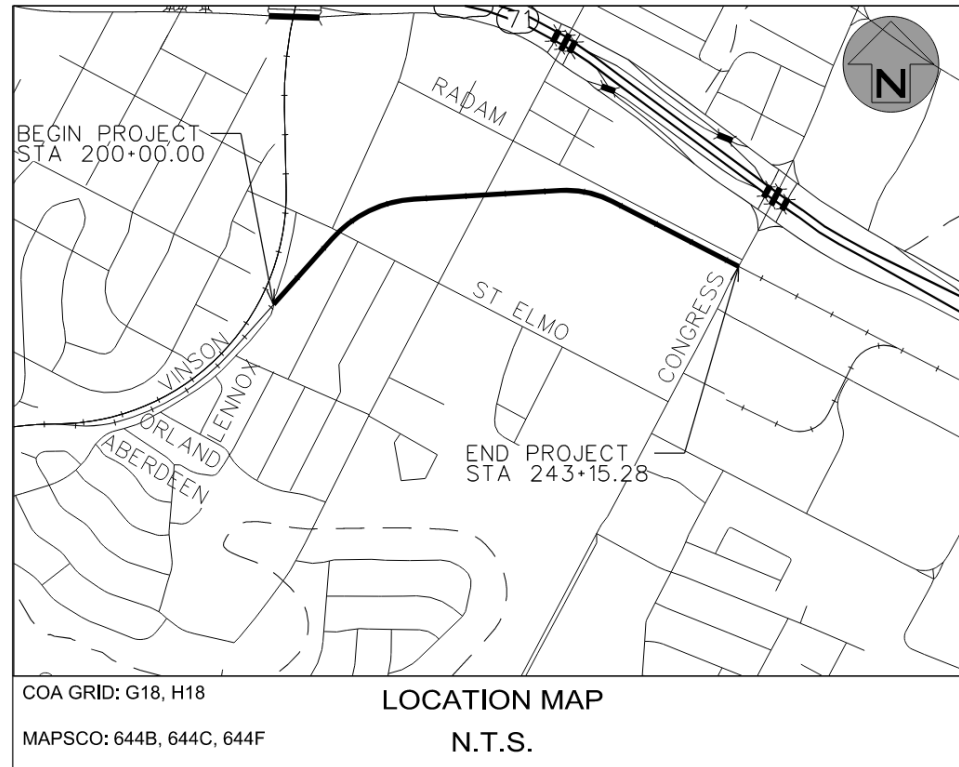 71
N
RADAM
BEGIN PROJECT
STA 200+00.00
ST ELMO
CONGRESS
VINSON
LENNOX
ORLAND
ABERDEEN
END PROJECT
STA 243+15.28
COA GRID: G18, H18
LOCATION MAP
MAPSCO: 644B, 644C, 644F
N.T.S.